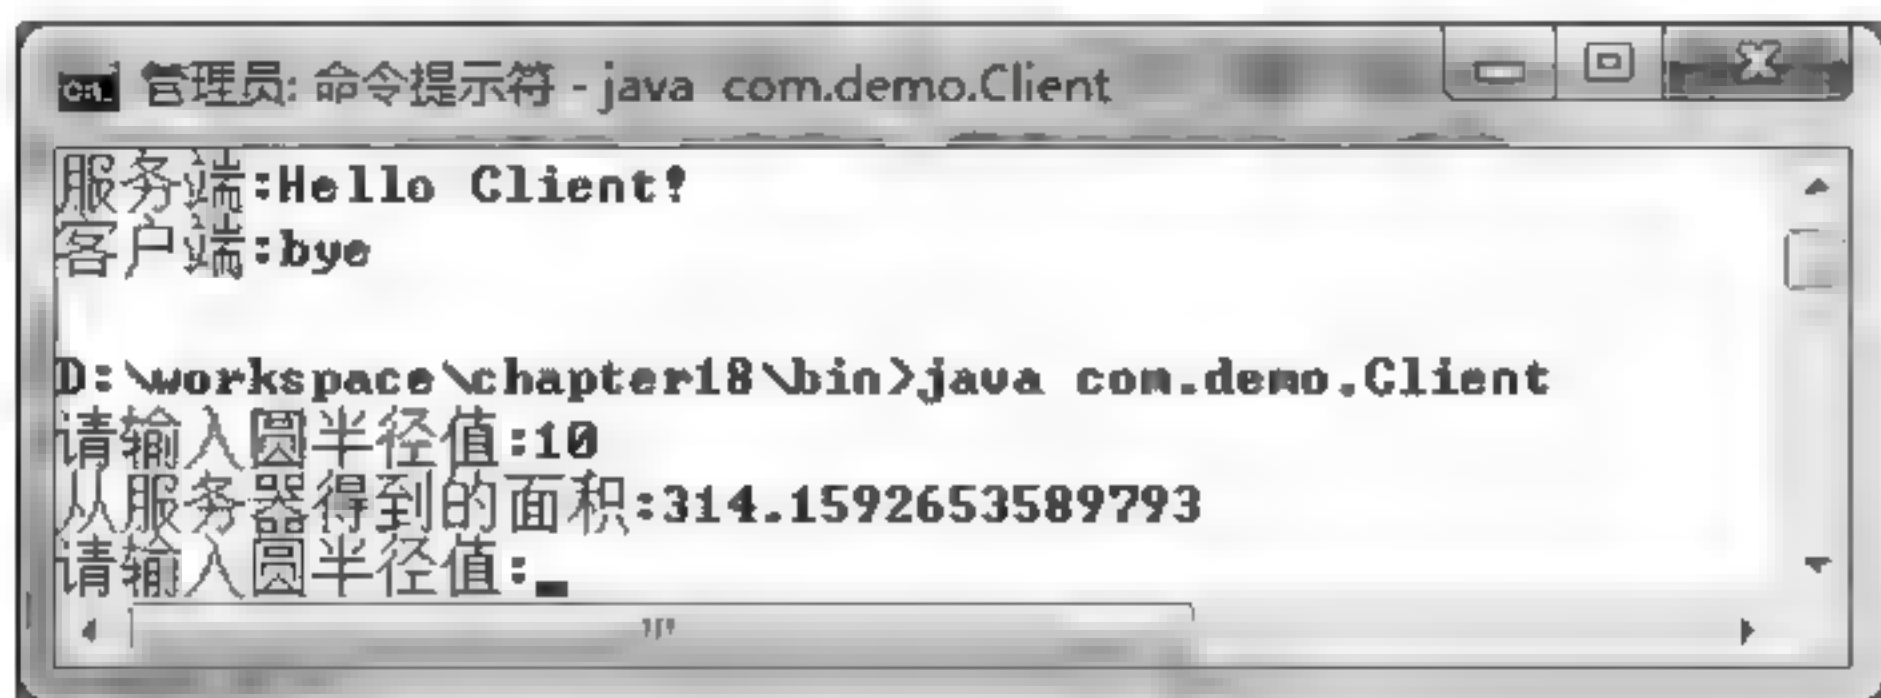 管理员: 命令提示符 - java com.demo.Client
服务端:Hello Client!
客户端:bye
D:\workspace\chapter18\bin>java com.demo.Client
请输入圆半径值:10
从服务器得到的面积:314.1592653589793
请输入圆半径值: